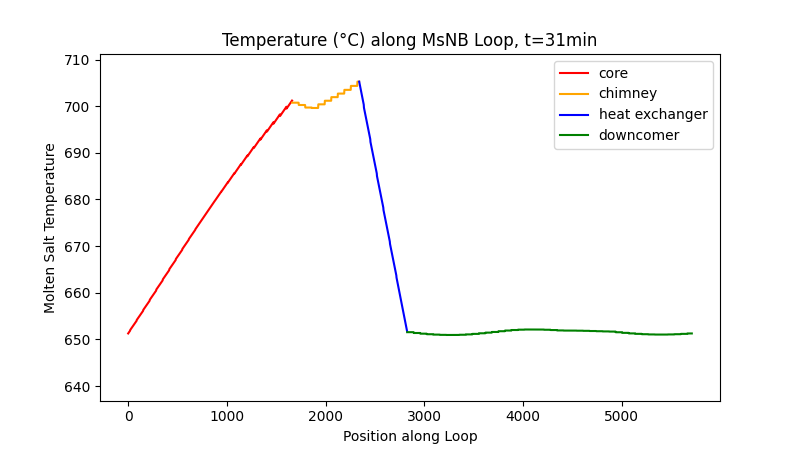 Temperature (°C) along MsNB Loop, t=31min
710
700
690
680
670
660
650
640
Molten Salt Temperature
core
chimney
heat exchanger
downcomer
0 1000 2000 3000 4000 5000
Position along Loop